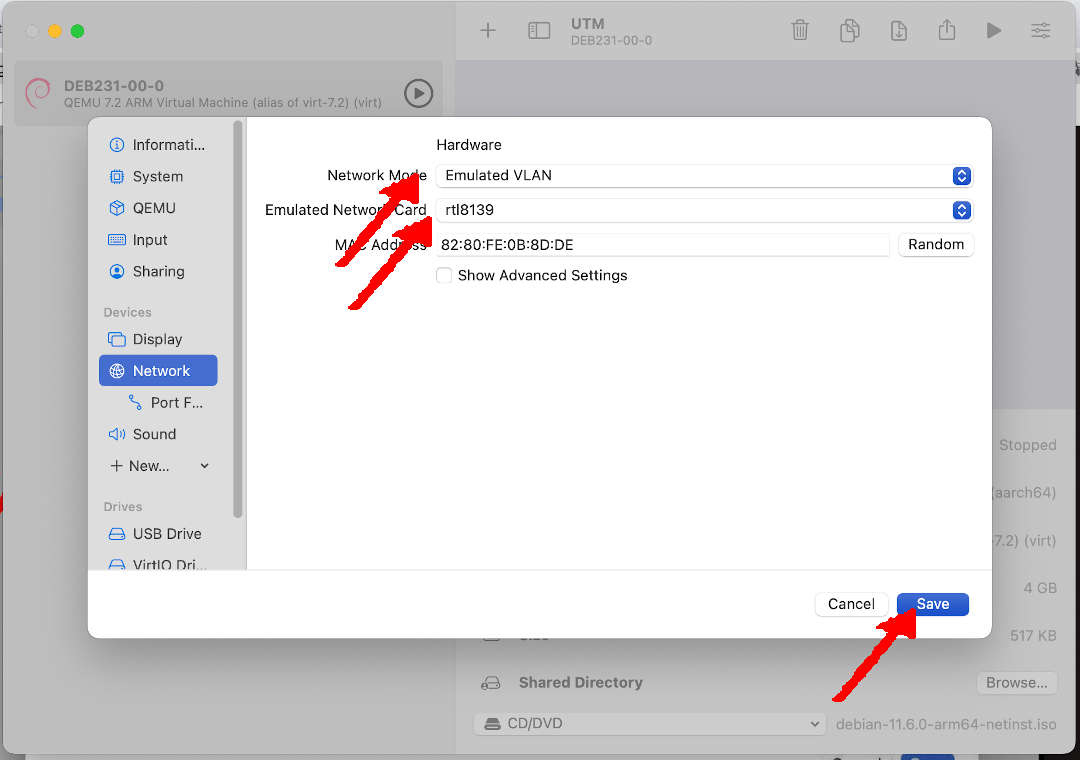 UTM
DEB231-00-0
DEB231-00-0
QEMU 7.2 ARM Virtual Machine (alias of virt-7.2) (virt)
Informati...
System
QEMU
Input
Sharing
Devices
Display
Network
Port F...
Sound
New...
Drives
USB Drive
VirtIO Dri...
Hardware
Network Mode
Emulated VLAN
Emulated Network Card
rtl8139
MAC Address
82:80:FE:0B:8D:DE
Random
Show Advanced Settings
Cancel
Save
Stopped
(aarch64)
-7.2) (virt)
4 GB
Size
517 KB
Shared Directory
Browse...
CD/DVD
debian-11.6.0-arm64-netinst.iso